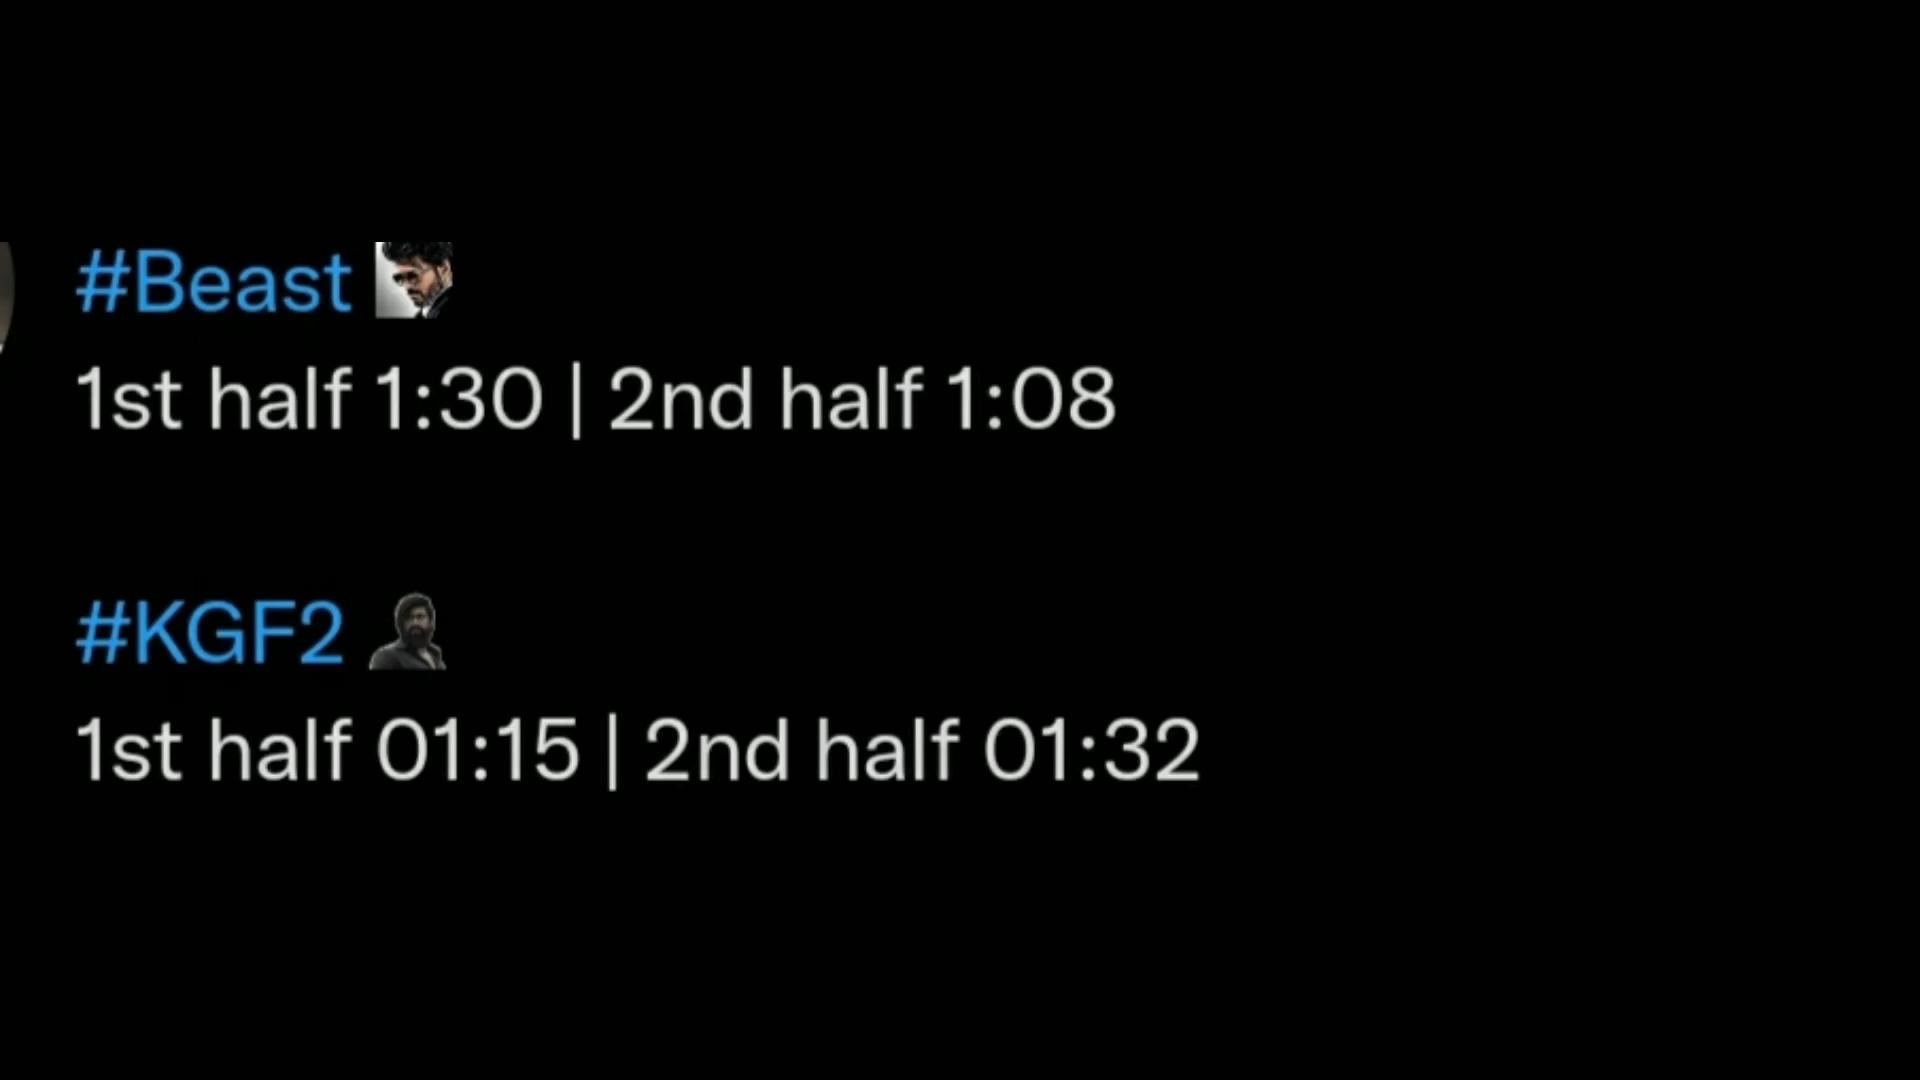 #Beast
1st half 1:30 | 2nd half 1:08
#KGF2
1st half 01:15 | 2nd half 01:32